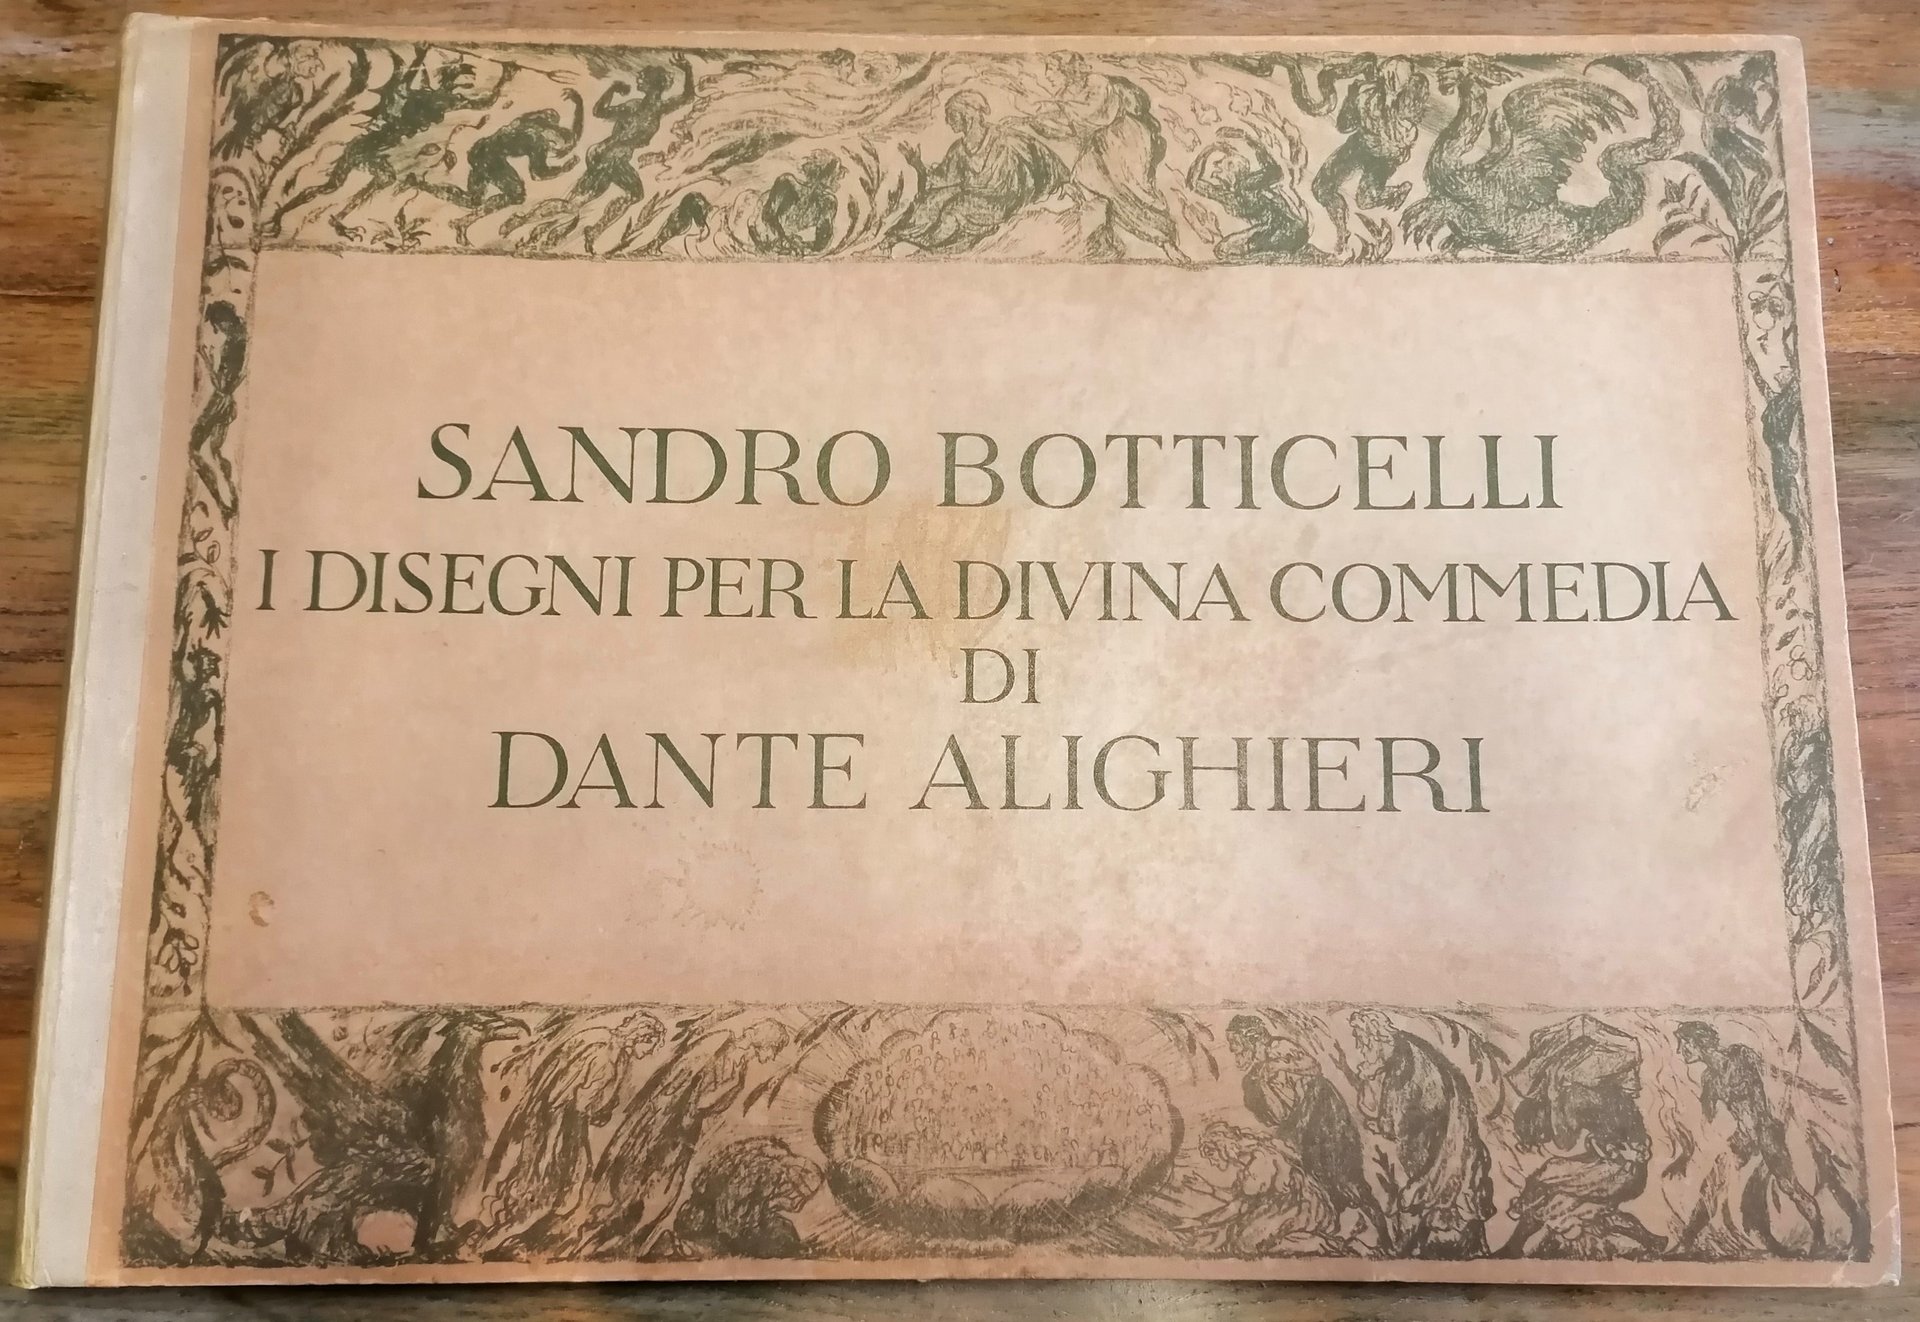 SANDRO BOTTICELLI
I DISEGNI PER LA DIVINA COMMEDIA
DI
DANTE ALIGHIERI